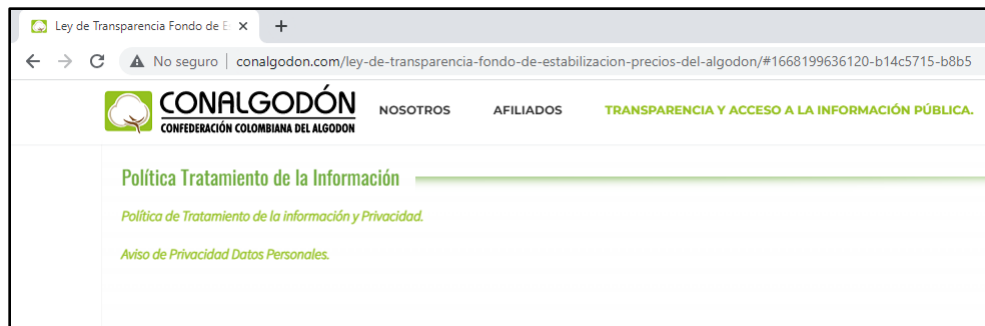 Ley de Transparencia Fondo de E
No seguro | conalgodon.com/ley-de-transparencia-fondo-de-estabilizacion-precios-del-algodon/#1668199636120-b14c5715-b8b5
CONALGODÓN NOSOTROS AFILIADOS TRANSPARENCIA Y ACCESO A LA INFORMACIÓN PÚBLICA.
CONFEDERACIÓN COLOMBIANA DEL ALGODON
Política Tratamiento de la Información
Política de Tratamiento de la información y Privacidad.
Aviso de Privacidad Datos Personales.